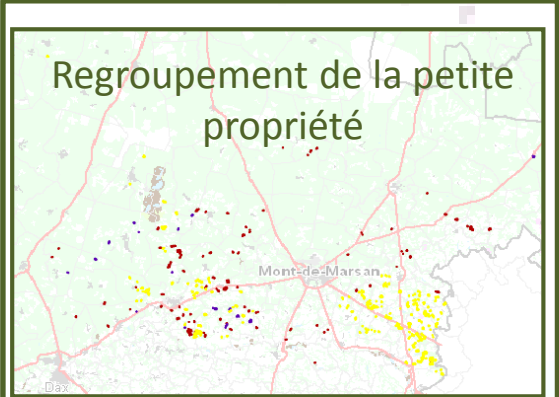 Regroupement de la petite
propriété
Mont-de-Marsan
Dax